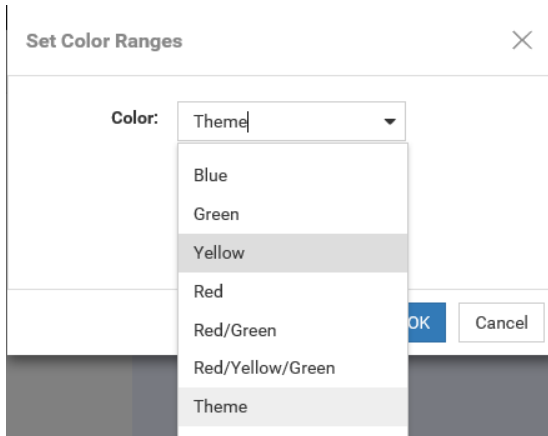 Set Color Ranges
Color:
Theme
Blue
Green
Yellow
Red
Red/Green
Red/Yellow/Green
Theme
OK
Cancel